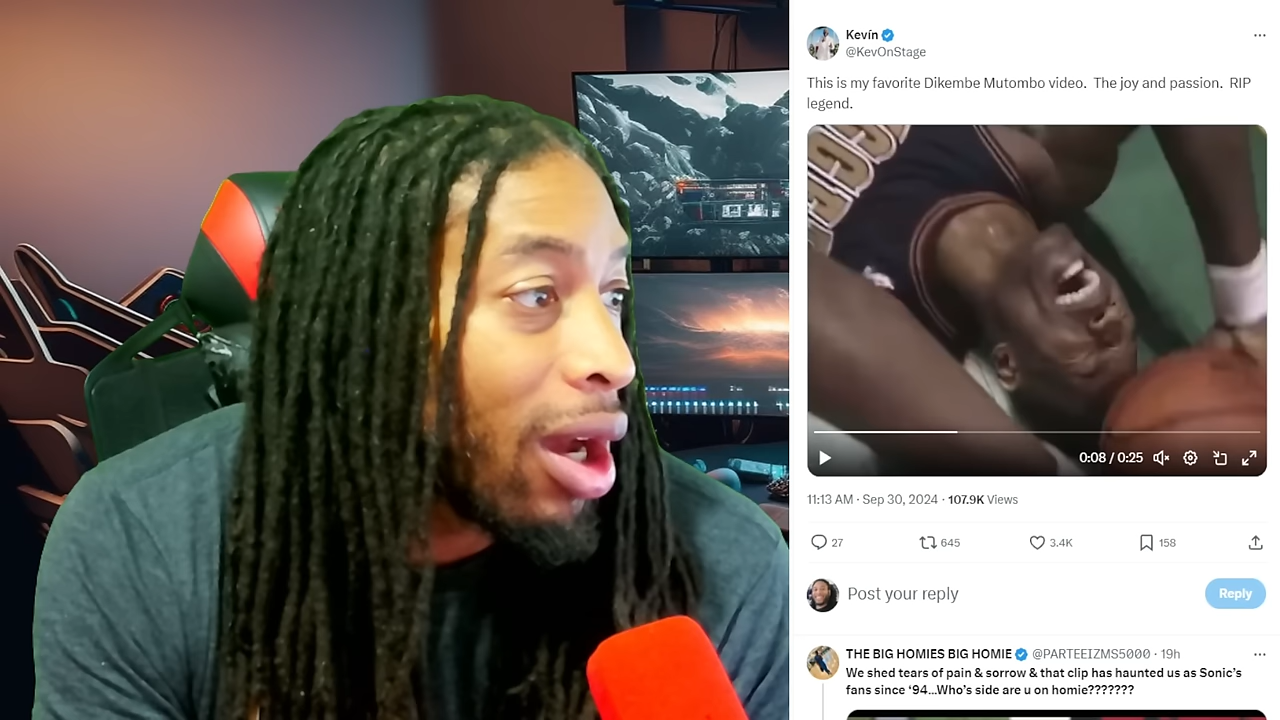 Kevín
@KevOnStage
This is my favorite Dikembe Mutombo video.  The joy and passion.  RIP
legend.
0:08 / 0:25
11:13 AM · Sep 30, 2024 · 107.9K Views
27
645
3.4K
158
Post your reply
Reply
THE BIG HOMIES BIG HOMIE @PARTEEIZMS5000 · 19h
We shed tears of pain & sorrow & that clip has haunted us as Sonic's
fans since '94...Who's side are u on homie???????